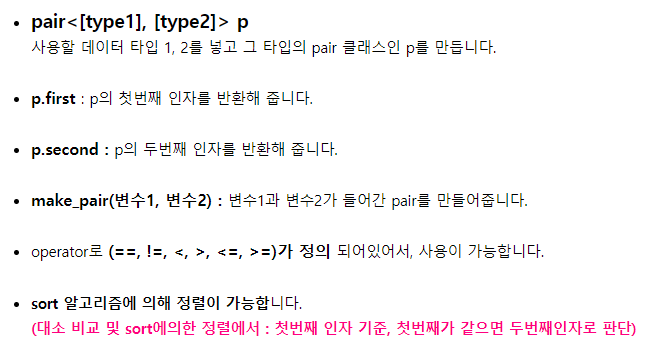 • pair<[type1], [type2]> p
사용할 데이터 타입 1, 2를 넣고 그 타입의 pair 클래스인 p를 만듭니다.
• p.first : p의 첫번째 인자를 반환해 줍니다.
• p.second : p의 두번째 인자를 반환해 줍니다.
• make_pair(변수1, 변수2) : 변수1과 변수2가 들어간 pair를 만들어줍니다.
• operator로 (==, !=, <, >, <=, >=)가 정의 되어있어서, 사용이 가능합니다.
• sort 알고리즘에 의해 정렬이 가능합니다.
(대소 비교 및 sort에의한 정렬에서 : 첫번째 인자 기준, 첫번째가 같으면 두번째인자로 판단)